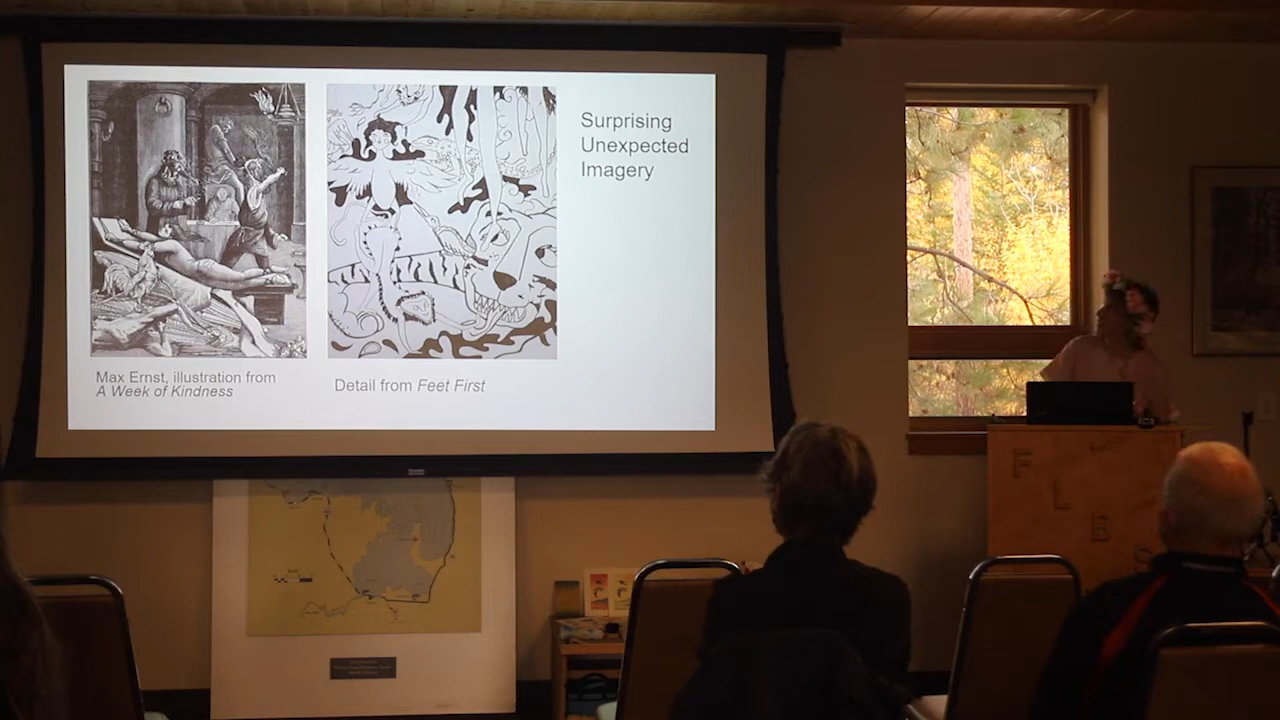 Surprising
Unexpected
Imagery
Max Ernst, illustration from
A Week of Kindness
Detail from Feet First
F
L
B